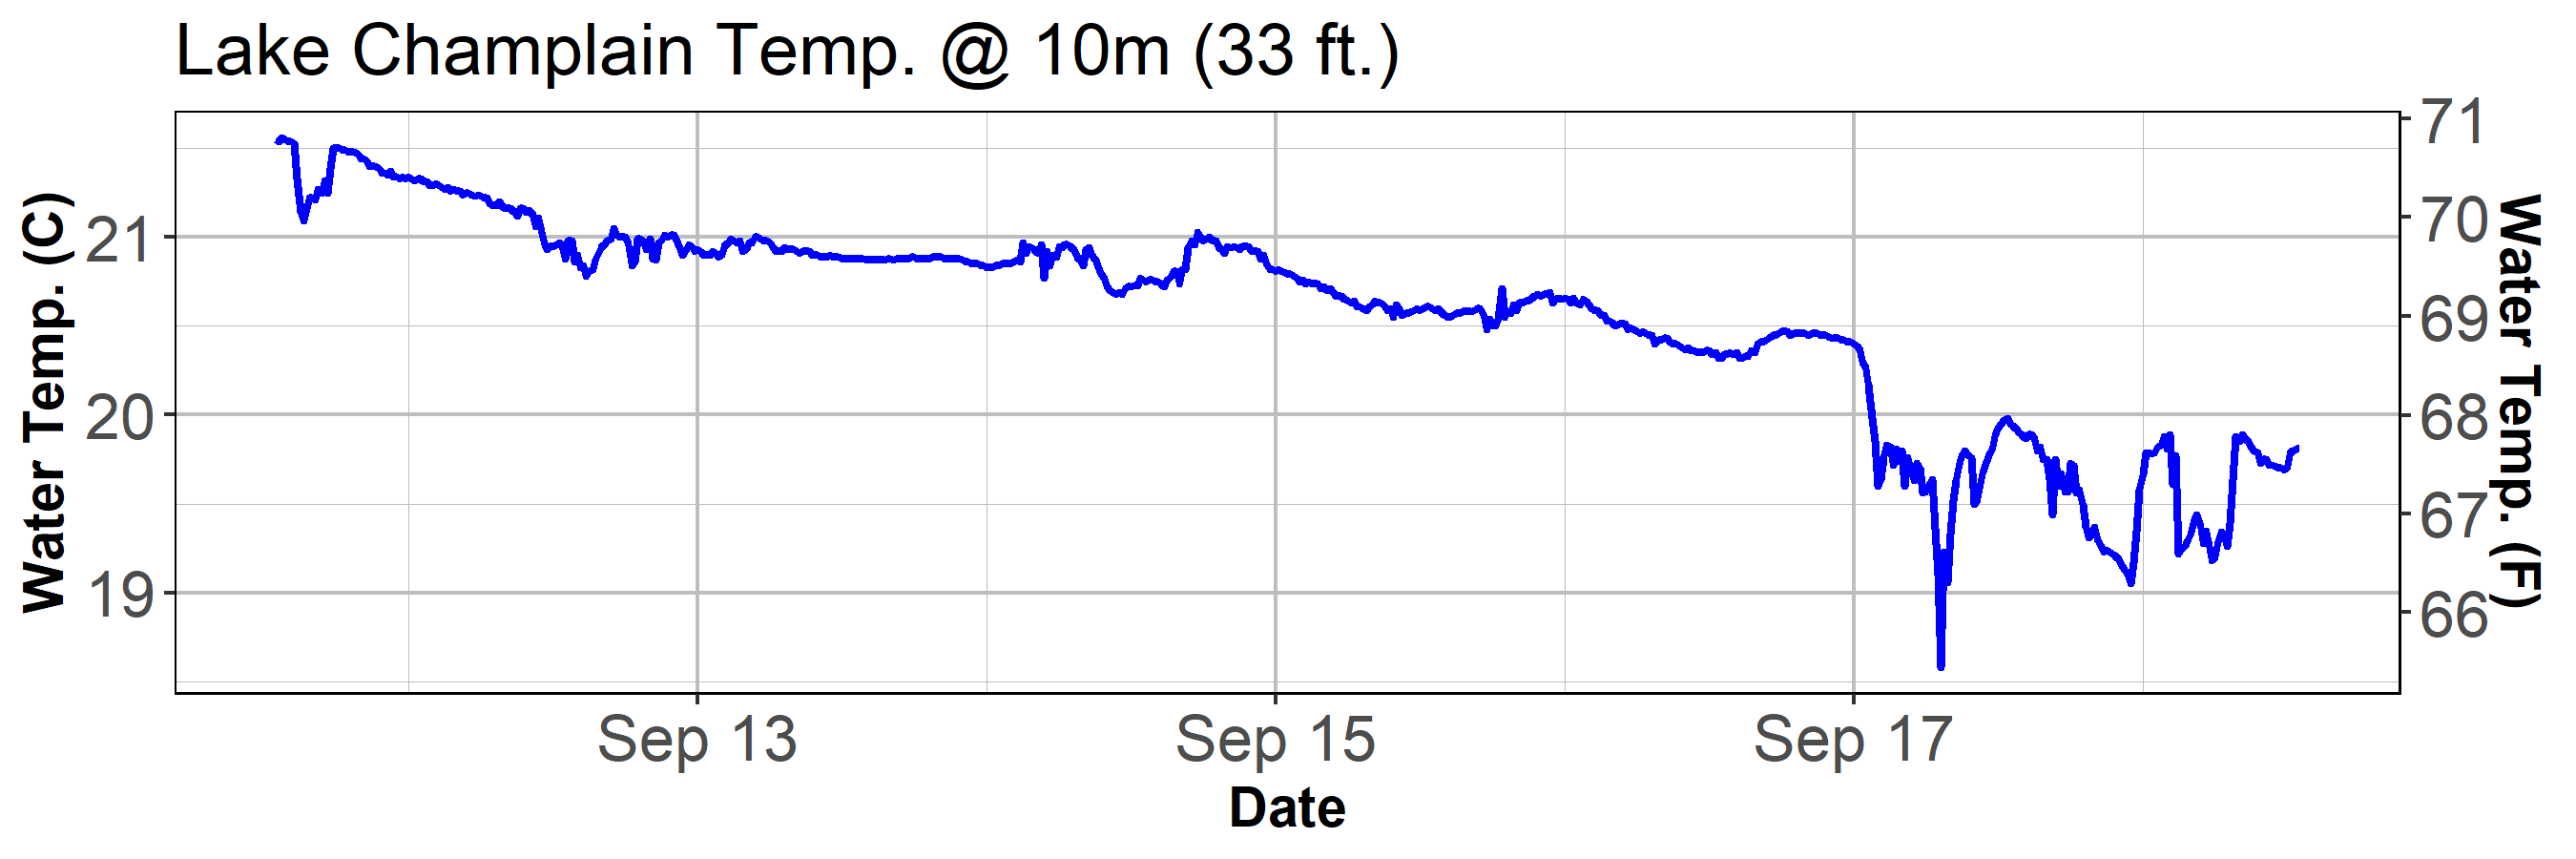 Lake Champlain Temp. @ 10m (33 ft.)
Water Temp. (C)
21
20
19
71
70
69
68
67
66
Water Temp. (F)
Sep 13
Sep 15
Sep 17
Date